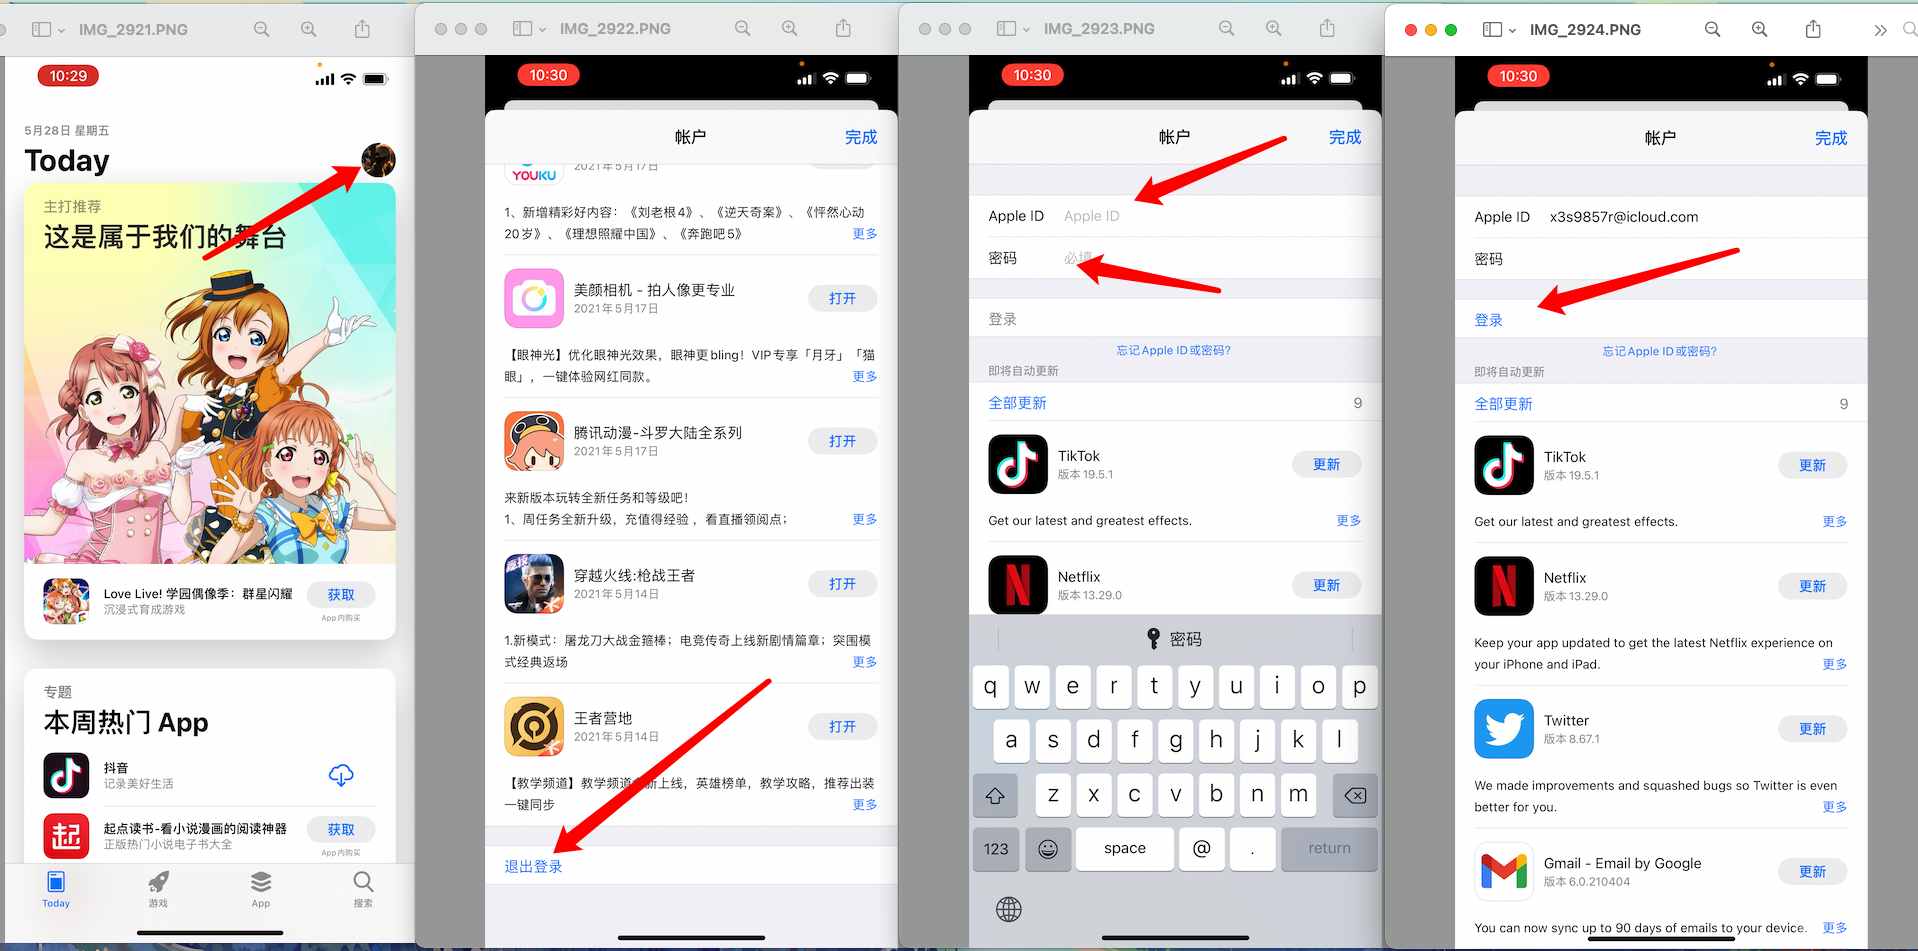 IMG_2921.PNG
10:29
5月28日 星期五
Today
主打推荐
这是属于我们的舞台
Love Live! 学园偶像季：群星闪耀
沉浸式育成游戏
获取
App内购买
专题
本周热门 App
抖音
记录美好生活
起点读书-看小说漫画的阅读神器
正版热门小说电子书大全
获取
App内购买
Today
游戏
App
搜索
IMG_2922.PNG
10:30
帐户
完成
YOUKU
2021年5月17日
1、新增精彩好内容：《刘老根4》、《逆天奇案》、《怦然心动
20岁》、《理想照耀中国》、《奔跑吧5》
更多
美颜相机 - 拍人像更专业
2021年5月17日
打开
【眼神光】优化眼神光效果，眼神更bling！VIP专享「月牙」「猫
眼」，一键体验网红同款。
更多
腾讯动漫-斗罗大陆全系列
2021年5月17日
打开
来新版本玩转全新任务和等级吧！
1、周任务全新升级，充值得经验，看直播领阅点；
更多
穿越火线:枪战王者
2021年5月14日
打开
1.新模式：屠龙刀大战金箍棒；电竞传奇上线新剧情篇章；突围模
式经典返场
更多
王者营地
2021年5月14日
打开
【教学频道】教学频道全新上线，英雄榜单，教学攻略，推荐出装
一键同步
更多
退出登录
IMG_2923.PNG
10:30
帐户
完成
Apple ID
Apple ID
密码
必填
登录
忘记 Apple ID 或密码?
即将自动更新
全部更新
9
TikTok
版本 19.5.1
更新
Get our latest and greatest effects.
更多
Netflix
版本 13.29.0
更新
密码
q w e r t y u i o p
a s d f g h j k l
z x c v b n m
123
space
@
.
return
IMG_2924.PNG
10:30
帐户
完成
Apple ID
x3s9857r@icloud.com
密码
登录
忘记 Apple ID 或密码?
即将自动更新
全部更新
9
TikTok
版本 19.5.1
更新
Get our latest and greatest effects.
更多
Netflix
版本 13.29.0
更新
Keep your app updated to get the latest Netflix experience on
your iPhone and iPad.
更多
Twitter
版本 8.67.1
更新
We made improvements and squashed bugs so Twitter is even
better for you.
更多
Gmail - Email by Google
版本 6.0.210404
更新
You can now sync up to 90 days of emails to your device.
更多